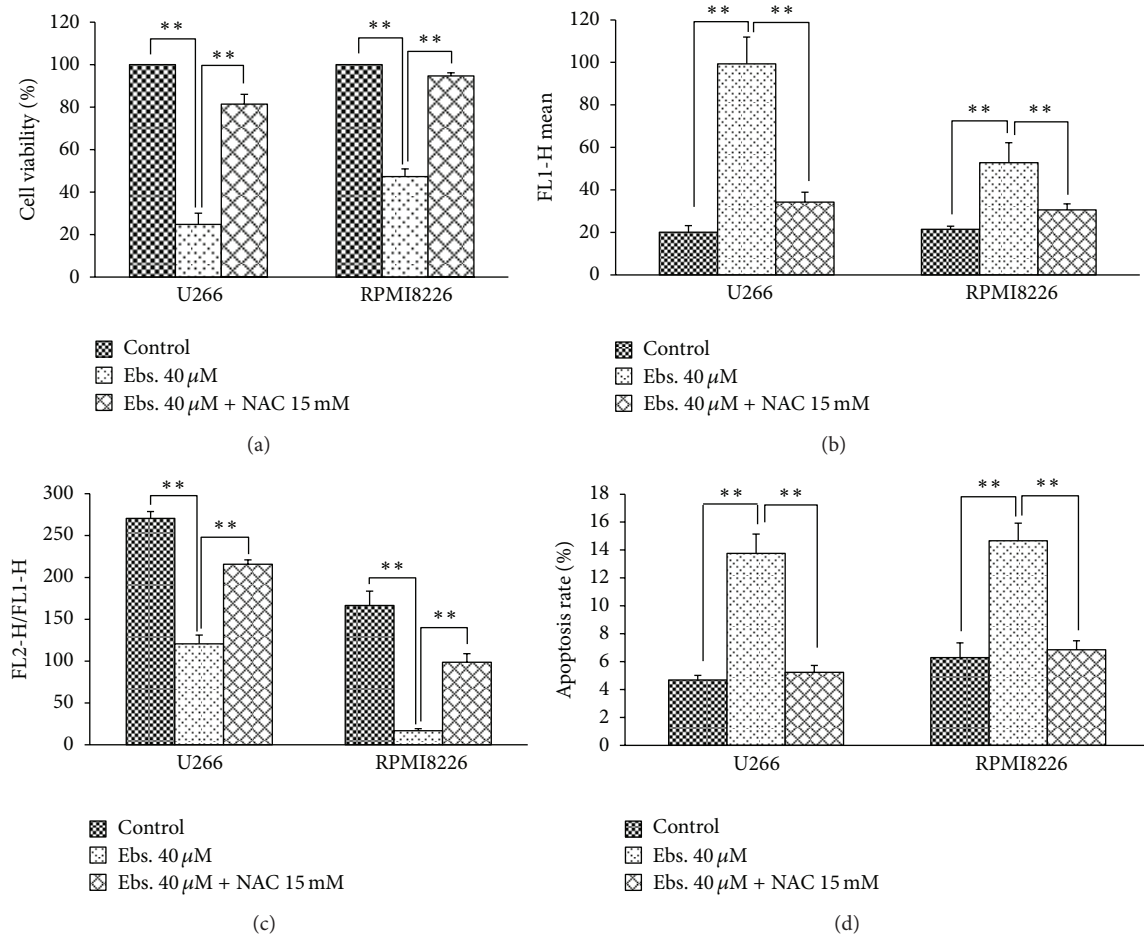 Cell viability (%)
120
100
80
60
40
20
0
** ** ** **
U266 RPMI8226
Control
Ebs. 40 μM
Ebs. 40 μM + NAC 15 mM
(a)
FL1-H mean
120
100
80
60
40
20
0
** ** ** **
U266 RPMI8226
Control
Ebs. 40 μM
Ebs. 40 μM + NAC 15 mM
(b)
FL2-H/FL1-H
300
250
200
150
100
50
0
** ** ** **
U266 RPMI8226
Control
Ebs. 40 μM
Ebs. 40 μM + NAC 15 mM
(c)
Apoptosis rate (%)
18
16
14
12
10
8
6
4
2
0
** ** ** **
U266 RPMI8226
Control
Ebs. 40 μM
Ebs. 40 μM + NAC 15 mM
(d)